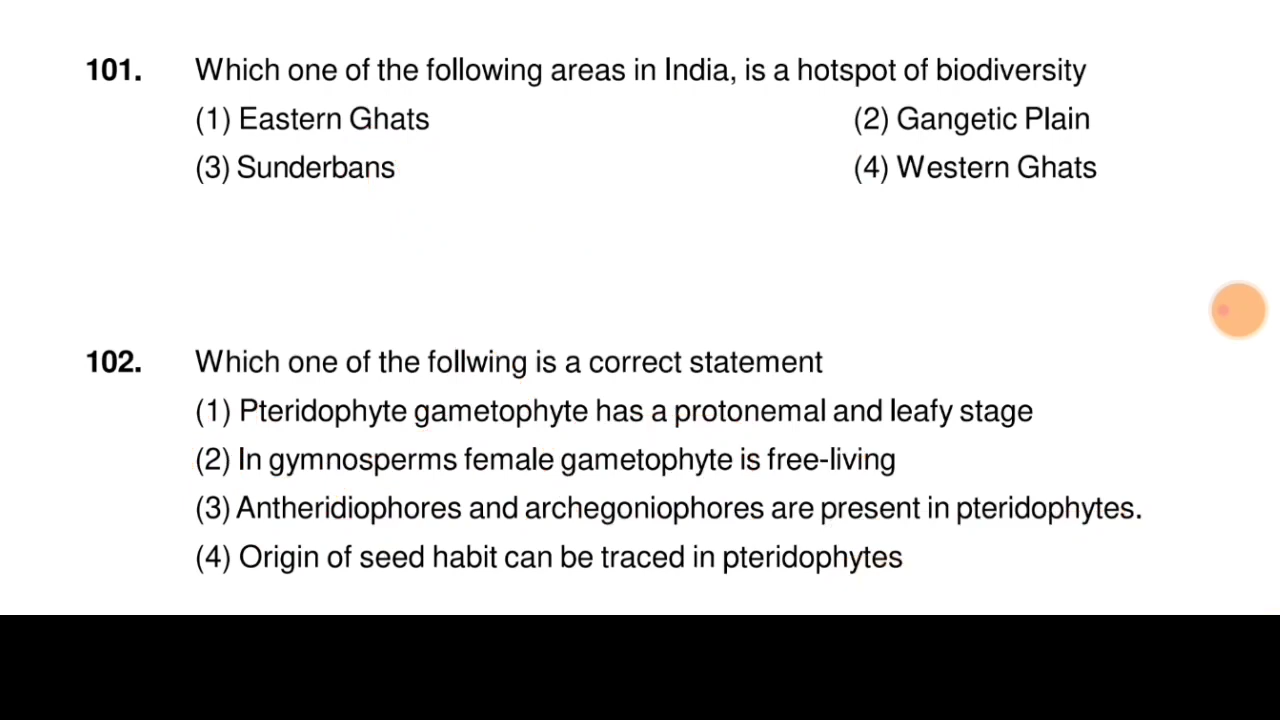 101. Which one of the following areas in India, is a hotspot of biodiversity
(1) Eastern Ghats (2) Gangetic Plain
(3) Sunderbans (4) Western Ghats
102. Which one of the follwing is a correct statement
(1) Pteridophyte gametophyte has a protonemal and leafy stage
(2) In gymnosperms female gametophyte is free-living
(3) Antheridiophores and archegoniophores are present in pteridophytes.
(4) Origin of seed habit can be traced in pteridophytes